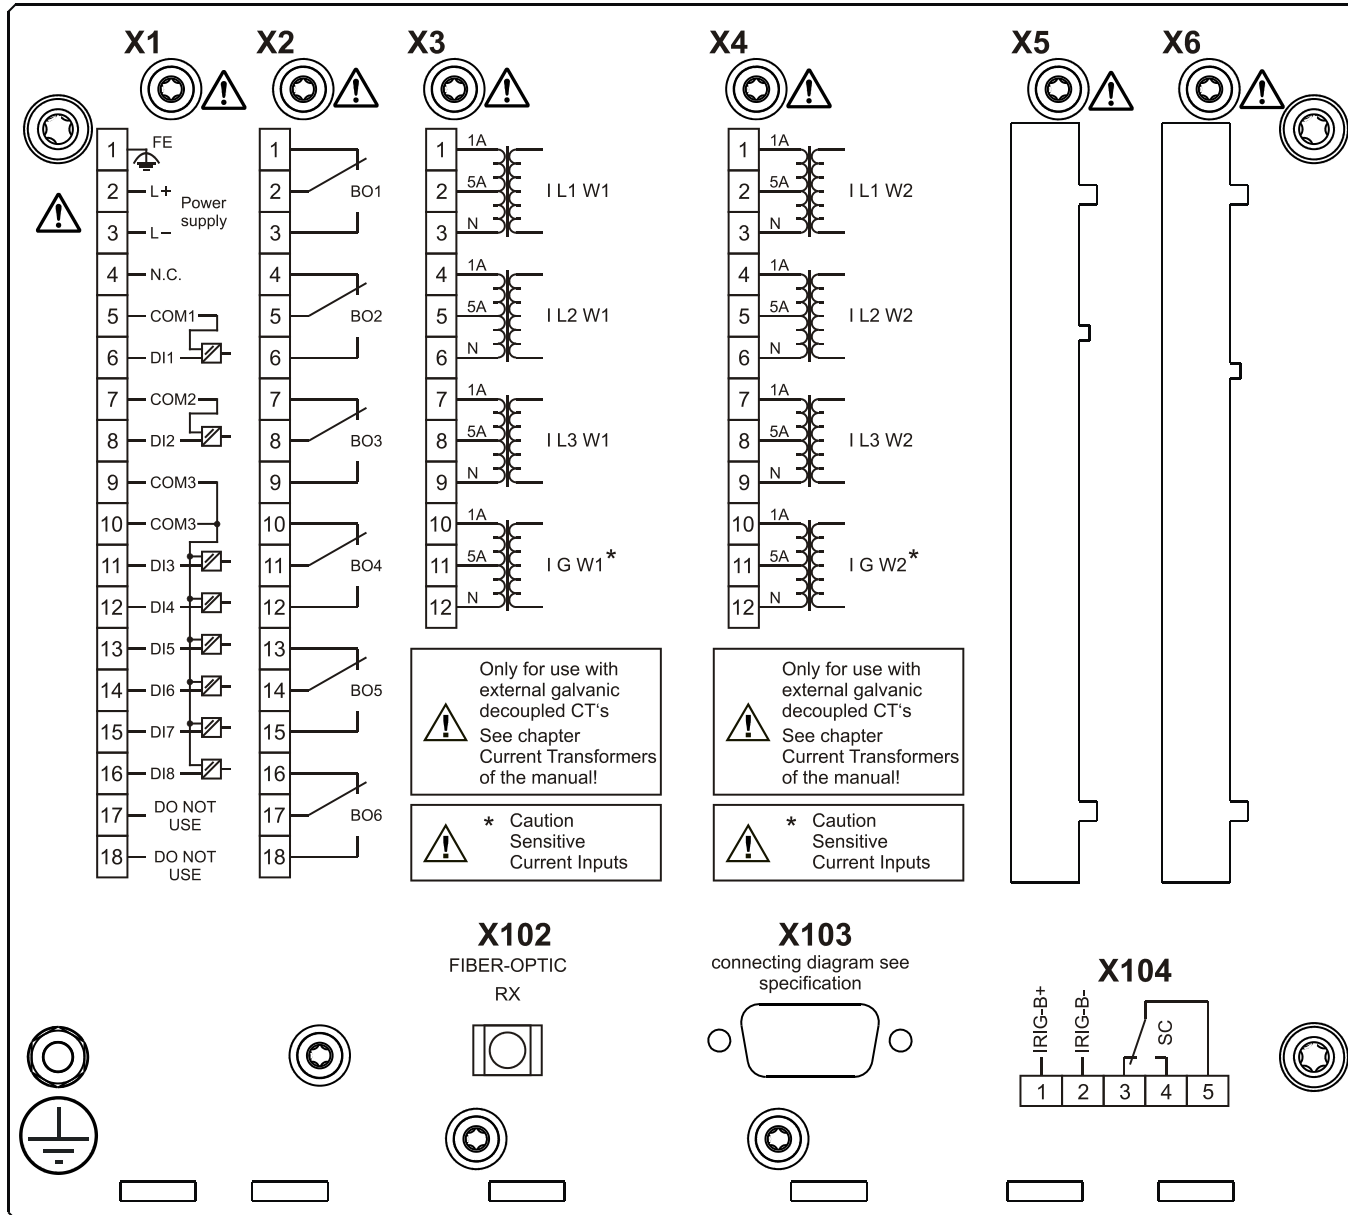 X1
X2
X3
X4
X5
X6
1 FE
2 L+
Power
supply
3 L–
4 N.C.
5 COM1
6 DI1
7 COM2
8 DI2
9 COM3
10 COM3
11 DI3
12 DI4
13 DI5
14 DI6
15 DI7
16 DI8
17 DO NOT
USE
18 DO NOT
USE
1
2 BO1
3
4
5 BO2
6
7
8 BO3
9
10
11 BO4
12
13
14 BO5
15
16
17 BO6
18
1 1A
2 5A I L1 W1
3 N
4 1A
5 5A I L2 W1
6 N
7 1A
8 5A I L3 W1
9 N
10 1A
11 5A I G W1*
12 N
Only for use with
external galvanic
decoupled CT‘s
See chapter
Current Transformers
of the manual!
* Caution
Sensitive
Current Inputs
1 1A
2 5A I L1 W2
3 N
4 1A
5 5A I L2 W2
6 N
7 1A
8 5A I L3 W2
9 N
10 1A
11 5A I G W2*
12 N
Only for use with
external galvanic
decoupled CT‘s
See chapter
Current Transformers
of the manual!
* Caution
Sensitive
Current Inputs
X102
FIBER-OPTIC
RX
X103
connecting diagram see
specification
X104
IRIG-B+
IRIG-B-
SC
1 2 3 4 5